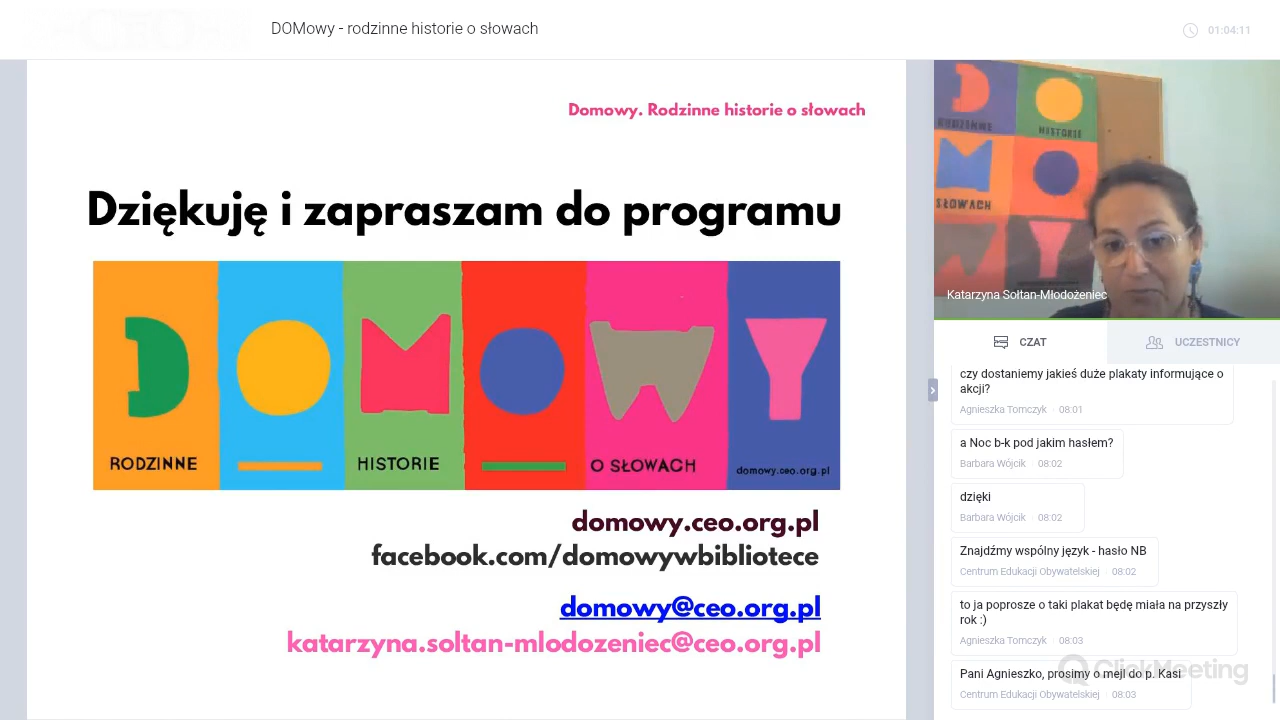 CEO
DOMowy - rodzinne historie o słowach
01:04:11
Domowy. Rodzinne historie o słowach
Dziękuję i zapraszam do programu
DOMOWY
RODZINNE
HISTORIE
O SŁOWACH
domowy.ceo.org.pl
domowy.ceo.org.pl
facebook.com/domowywbibliotece
domowy@ceo.org.pl
katarzyna.soltan-mlodozeniec@ceo.org.pl
D O
RODZINNE HISTORIE
M O
SŁOWACH
W Y
Katarzyna Sołtan-Młodożeniec
CZAT
UCZESTNICY
czy dostaniemy jakieś duże plakaty informujące o
akcji?
Agnieszka Tomczyk · 08:01
a Noc b-k pod jakim hasłem?
Barbara Wójcik · 08:02
dzięki
Barbara Wójcik · 08:02
Znajdźmy wspólny język - hasło NB
Centrum Edukacji Obywatelskiej · 08:02
to ja poprosze o taki plakat będę miała na przyszły
rok :)
Agnieszka Tomczyk · 08:03
Pani Agnieszko, prosimy o mejl do p. Kasi
Centrum Edukacji Obywatelskiej · 08:03
ClickMeeting